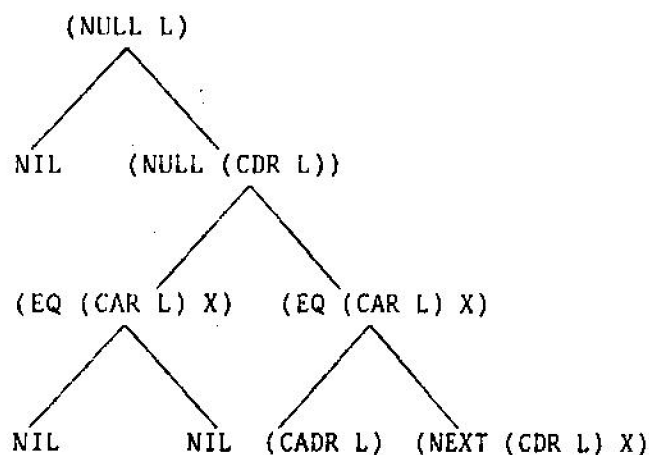 (NULL L)
NIL (NULL (CDR L))
(EQ (CAR L) X) (EQ (CAR L) X)
NIL NIL (CADR L) (NEXT (CDR L) X)